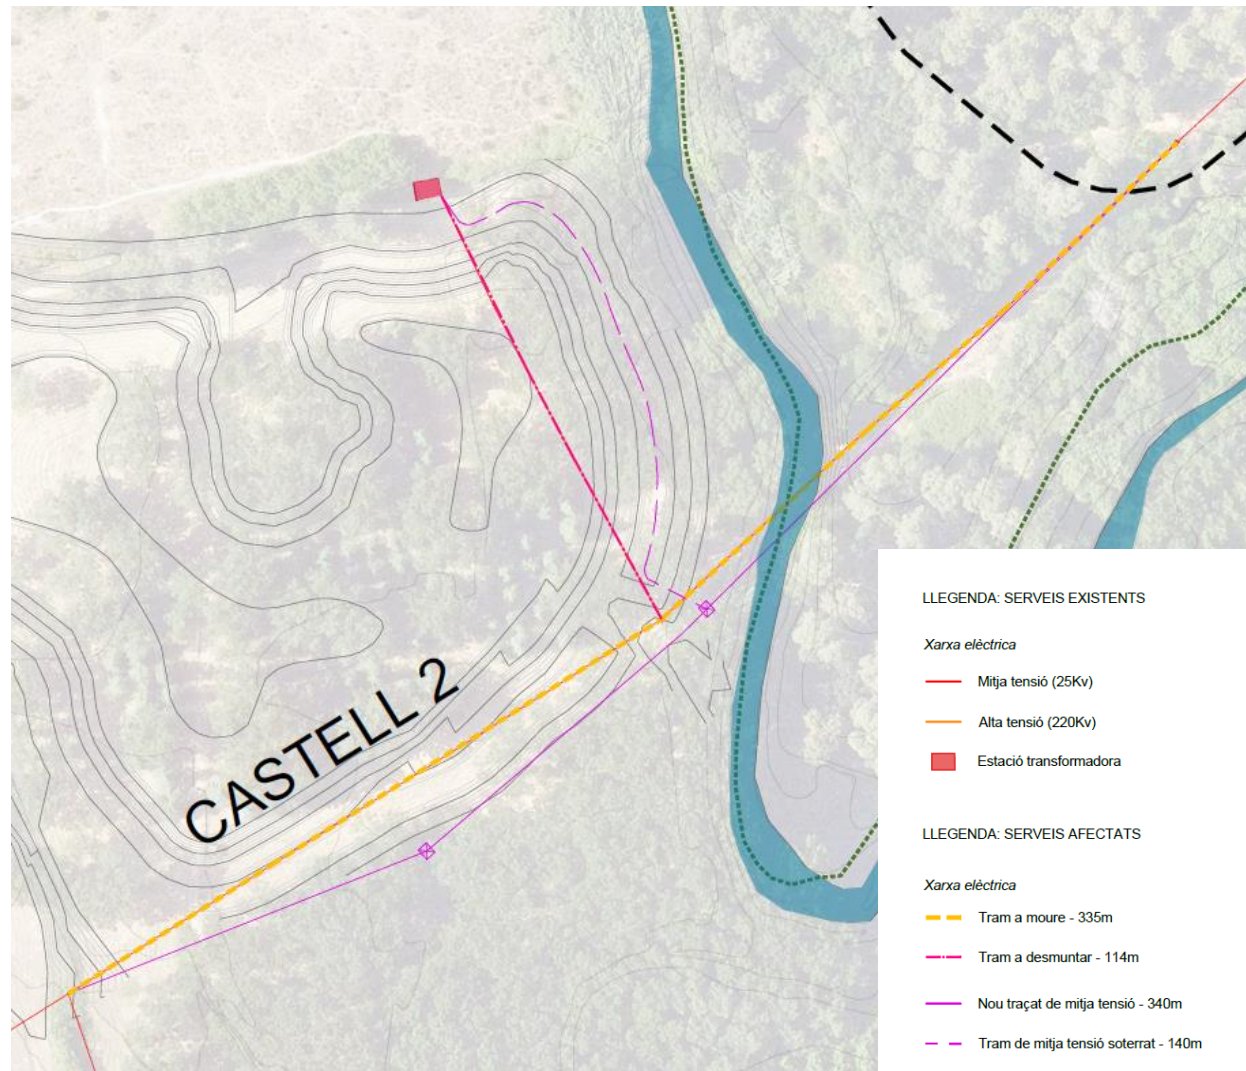 CASTELL 2
LLEGENDA: SERVEIS EXISTENTS
Xarxa elèctrica
Mitja tensió (25Kv)
Alta tensió (220Kv)
Estació transformadora
LLEGENDA: SERVEIS AFECTATS
Xarxa elèctrica
Tram a moure - 335m
Tram a desmuntar - 114m
Nou traçat de mitja tensió - 340m
Tram de mitja tensió soterrat - 140m